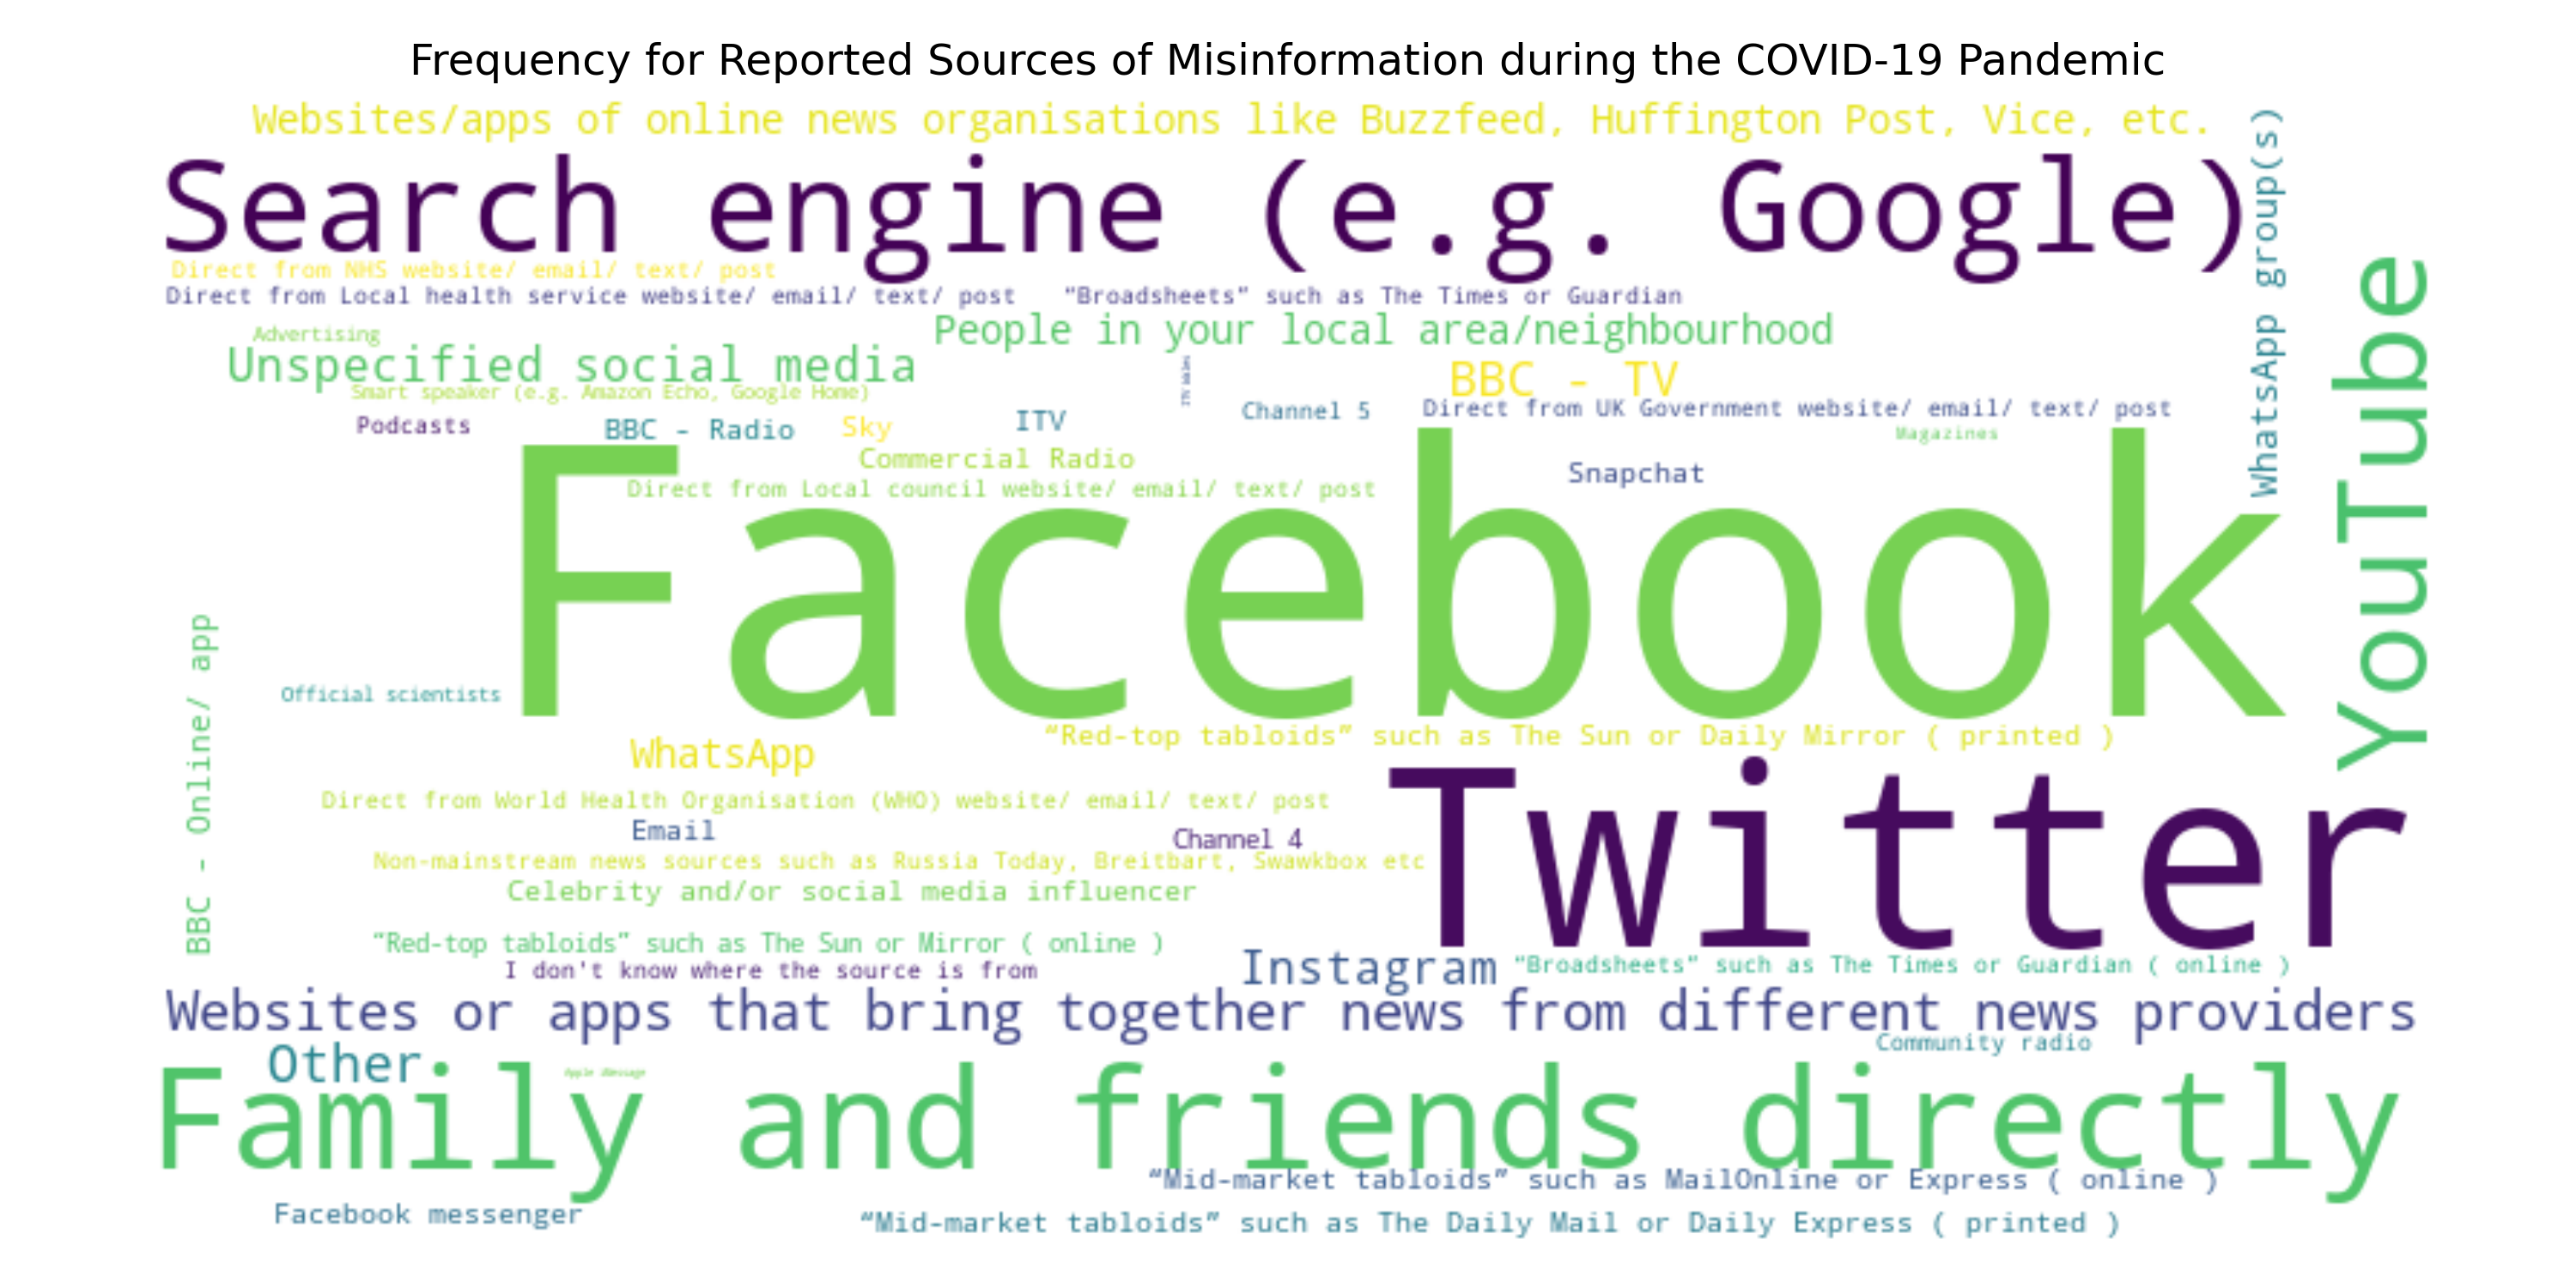 Frequency for Reported Sources of Misinformation during the COVID-19 Pandemic
Websites/apps of online news organisations like Buzzfeed, Huffington Post, Vice, etc.
Search engine (e.g. Google)
WhatsApp group(s)
Direct from NHS website/ email/ text/ post
Direct from Local health service website/ email/ text/ post
“Broadsheets” such as The Times or Guardian
YouTube
Advertising
People in your local area/neighbourhood
Unspecified social media
BBC - TV
Smart speaker (e.g. Amazon Echo, Google Home)
Direct from UK Government website/ email/ text/ post
Channel 5
ITV
Podcasts
BBC - Radio
Sky
Magazines
Commercial Radio
Snapchat
Direct from Local council website/ email/ text/ post
Facebook
BBC - Online/ app
Official scientists
“Red-top tabloids” such as The Sun or Daily Mirror ( printed )
WhatsApp
Twitter
Direct from World Health Organisation (WHO) website/ email/ text/ post
Email
Channel 4
Non-mainstream news sources such as Russia Today, Breitbart, Swawkbox etc
Celebrity and/or social media influencer
“Red-top tabloids” such as The Sun or Mirror ( online )
Instagram
“Broadsheets” such as The Times or Guardian ( online )
I don't know where the source is from
Websites or apps that bring together news from different news providers
Community radio
Other
Apple iMessage
Family and friends directly
“Mid-market tabloids” such as MailOnline or Express ( online )
Facebook messenger
“Mid-market tabloids” such as The Daily Mail or Daily Express ( printed )